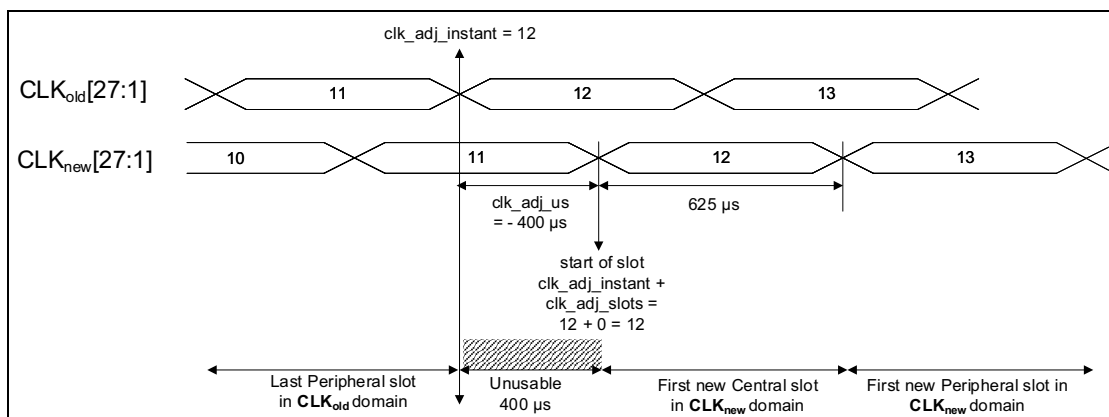 clk_adj_instant = 12
CLKold[27:1]
11
12
13
CLKnew[27:1]
10
11
12
13
clk_adj_us
= - 400 µs
625 µs
start of slot
clk_adj_instant +
clk_adj_slots =
12 + 0 = 12
Last Peripheral slot
in CLKold domain
Unusable
400 µs
First new Central slot
in CLKnew domain
First new Peripheral slot in
CLKnew domain